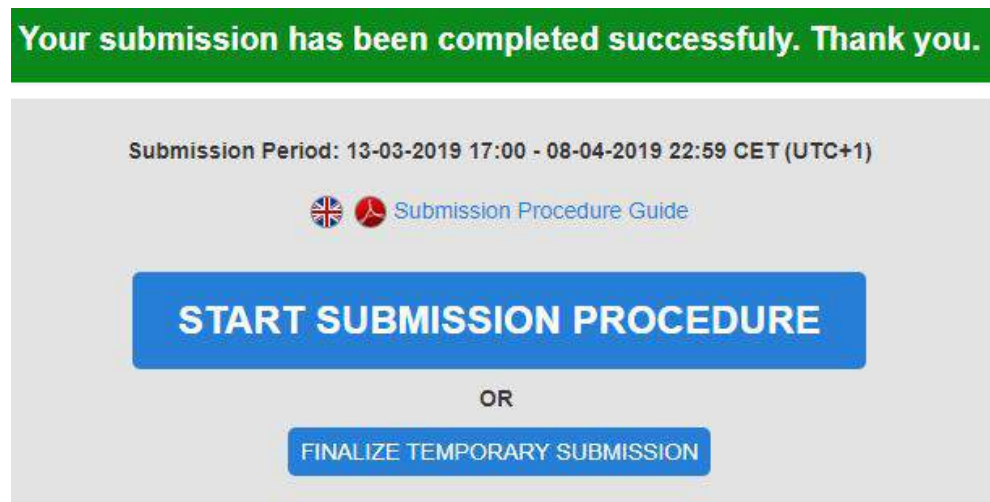 Your submission has been completed successfuly. Thank you.
Submission Period: 13-03-2019 17:00 - 08-04-2019 22:59 CET (UTC+1)
Submission Procedure Guide
START SUBMISSION PROCEDURE
OR
FINALIZE TEMPORARY SUBMISSION